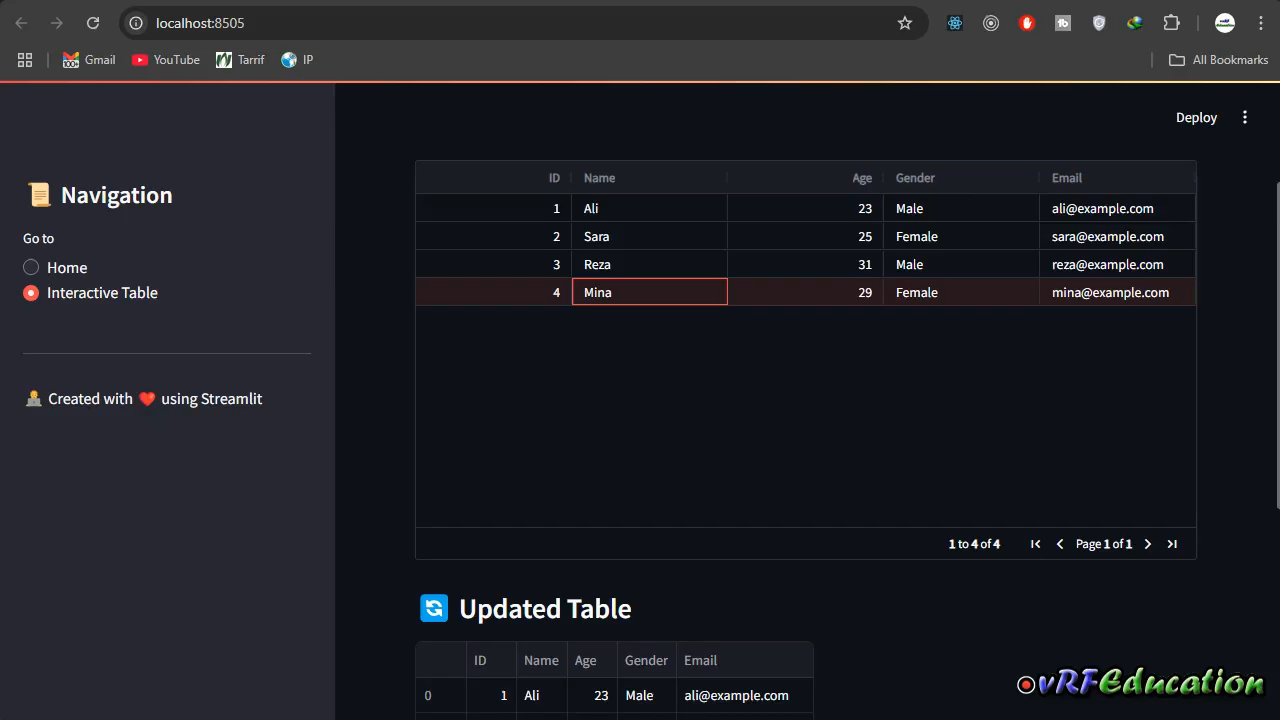 localhost:8505
Gmail YouTube Tarrif IP All Bookmarks
Deploy
Navigation
Go to
Home
Interactive Table
Created with ❤️ using Streamlit
ID Name Age Gender Email
1 Ali 23 Male ali@example.com
2 Sara 25 Female sara@example.com
3 Reza 31 Male reza@example.com
4 Mina 29 Female mina@example.com
1 to 4 of 4 Page 1 of 1
Updated Table
ID Name Age Gender Email
0 1 Ali 23 Male ali@example.com
vRFEducation